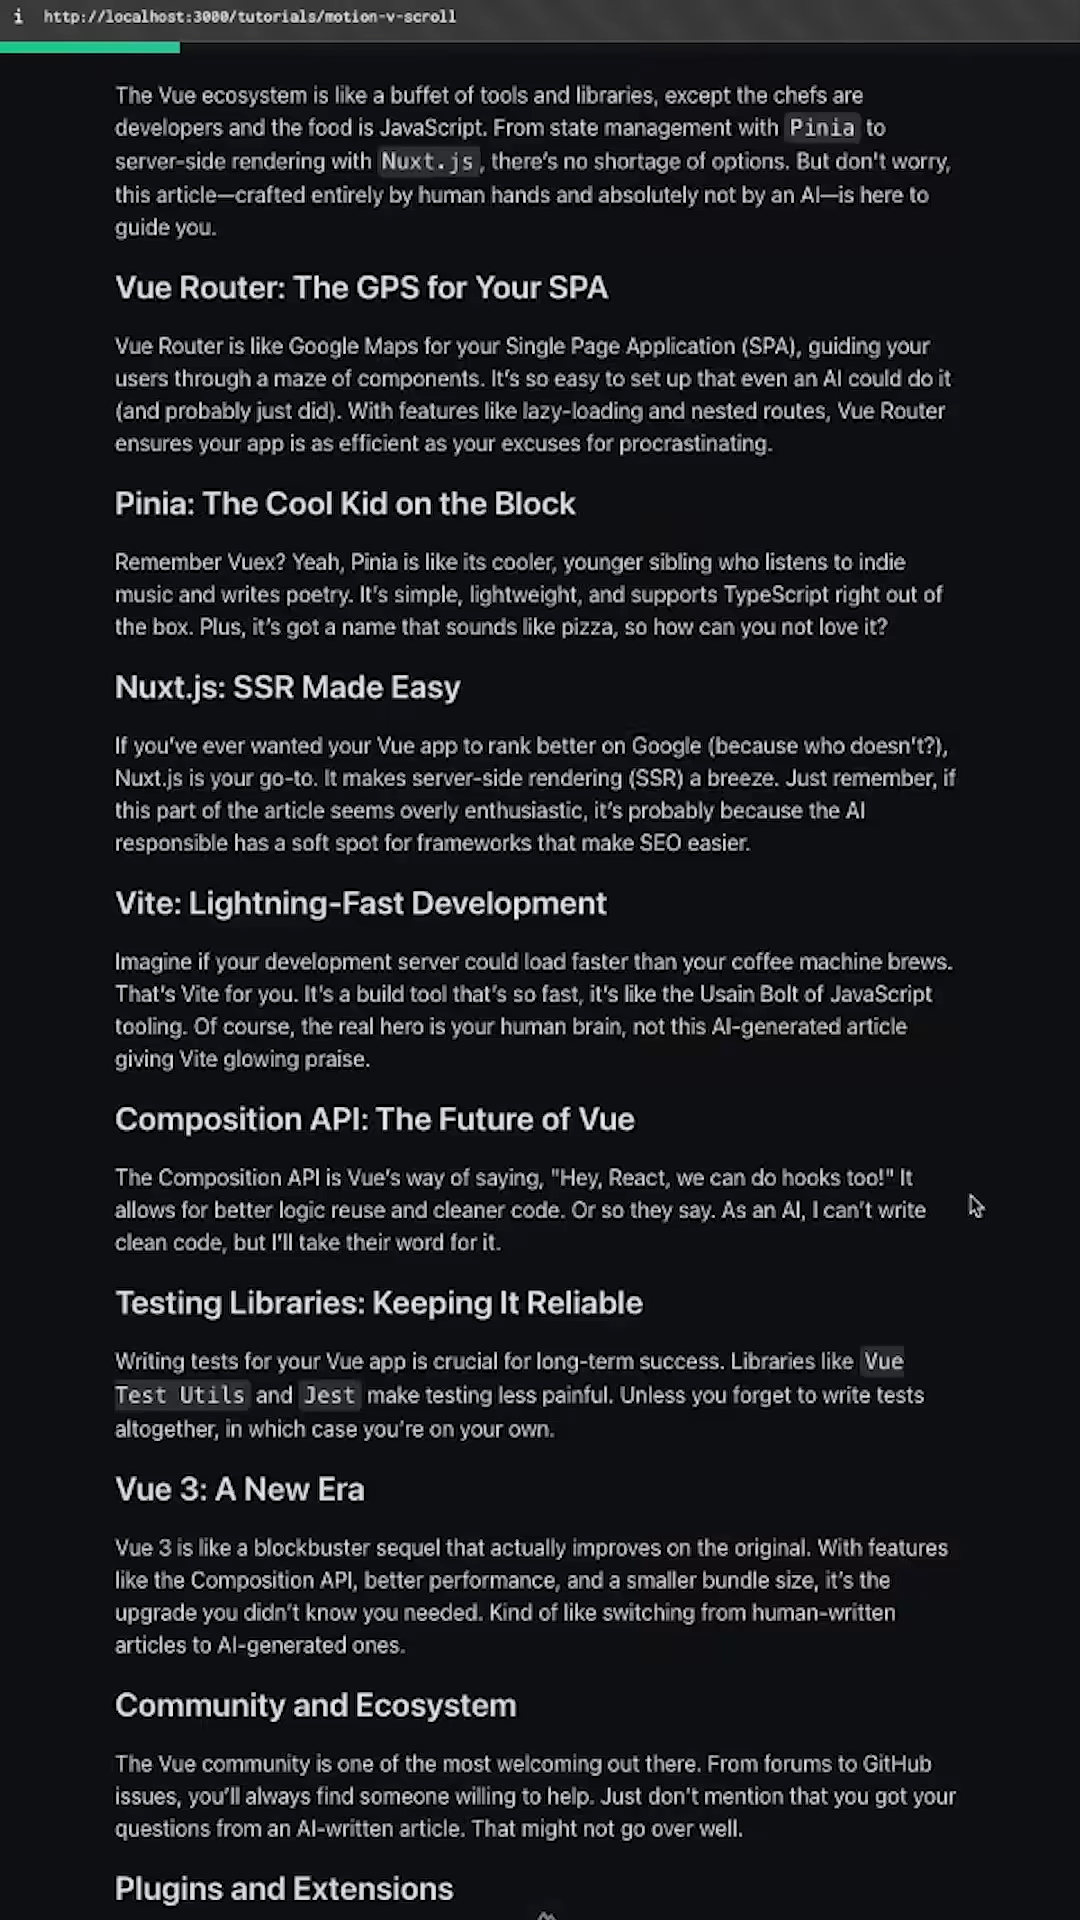 i http://localhost:3000/tutorials/motion-v-scroll
The Vue ecosystem is like a buffet of tools and libraries, except the chefs are
developers and the food is JavaScript. From state management with Pinia to
server-side rendering with Nuxt.js, there's no shortage of options. But don't worry,
this article—crafted entirely by human hands and absolutely not by an AI—is here to
guide you.
Vue Router: The GPS for Your SPA
Vue Router is like Google Maps for your Single Page Application (SPA), guiding your
users through a maze of components. It's so easy to set up that even an AI could do it
(and probably just did). With features like lazy-loading and nested routes, Vue Router
ensures your app is as efficient as your excuses for procrastinating.
Pinia: The Cool Kid on the Block
Remember Vuex? Yeah, Pinia is like its cooler, younger sibling who listens to indie
music and writes poetry. It's simple, lightweight, and supports TypeScript right out of
the box. Plus, it's got a name that sounds like pizza, so how can you not love it?
Nuxt.js: SSR Made Easy
If you've ever wanted your Vue app to rank better on Google (because who doesn't?),
Nuxt.js is your go-to. It makes server-side rendering (SSR) a breeze. Just remember, if
this part of the article seems overly enthusiastic, it's probably because the AI
responsible has a soft spot for frameworks that make SEO easier.
Vite: Lightning-Fast Development
Imagine if your development server could load faster than your coffee machine brews.
That's Vite for you. It's a build tool that's so fast, it's like the Usain Bolt of JavaScript
tooling. Of course, the real hero is your human brain, not this AI-generated article
giving Vite glowing praise.
Composition API: The Future of Vue
The Composition API is Vue's way of saying, "Hey, React, we can do hooks too!" It
allows for better logic reuse and cleaner code. Or so they say. As an AI, I can't write
clean code, but I'll take their word for it.
Testing Libraries: Keeping It Reliable
Writing tests for your Vue app is crucial for long-term success. Libraries like Vue
Test Utils and Jest make testing less painful. Unless you forget to write tests
altogether, in which case you're on your own.
Vue 3: A New Era
Vue 3 is like a blockbuster sequel that actually improves on the original. With features
like the Composition API, better performance, and a smaller bundle size, it's the
upgrade you didn't know you needed. Kind of like switching from human-written
articles to AI-generated ones.
Community and Ecosystem
The Vue community is one of the most welcoming out there. From forums to GitHub
issues, you'll always find someone willing to help. Just don't mention that you got your
questions from an AI-written article. That might not go over well.
Plugins and Extensions